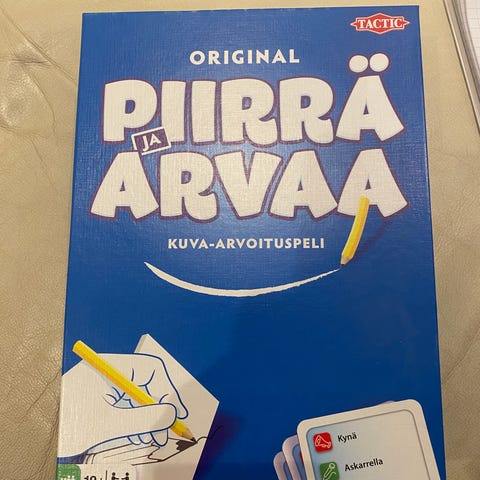 TACTIC
ORIGINAL
PIIRRÄ
JA
ARVAA
KUVA-ARVOITUSPELI
Kynä
Askarrella